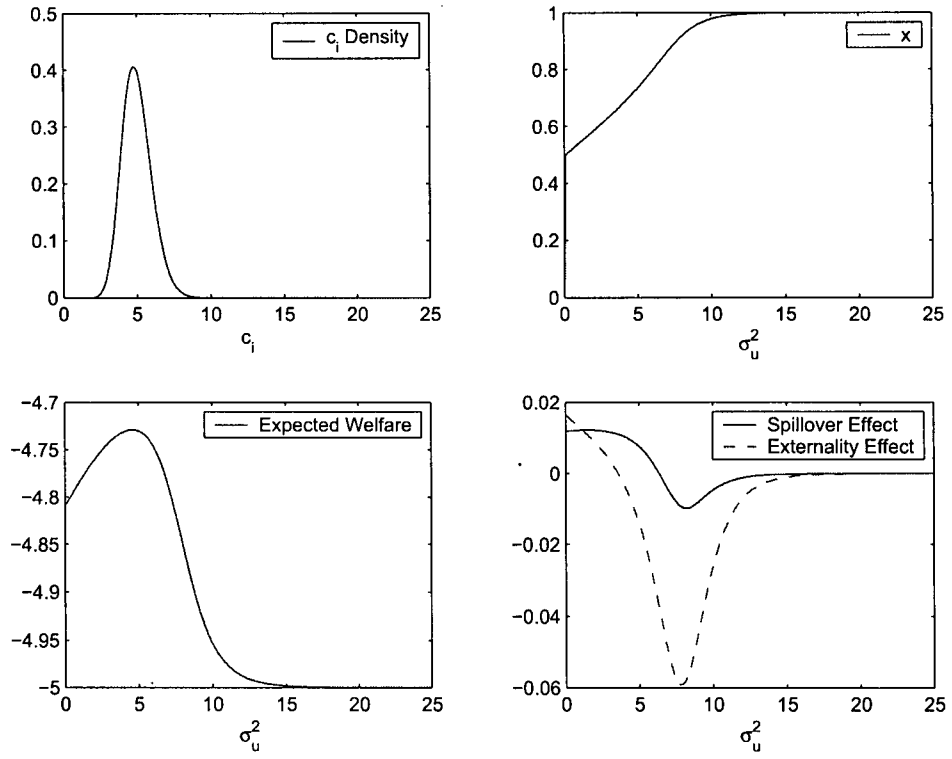 0.5
0.4
0.3
0.2
0.1
0
0 5 10 15 20 25
c_i Density
c_i
1
0.8
0.6
0.4
0.2
0
0 5 10 15 20 25
x
σ_u^2
−4.7
−4.75
−4.8
−4.85
−4.9
−4.95
−5
0 5 10 15 20 25
Expected Welfare
σ_u^2
0.02
0
−0.02
−0.04
−0.06
0 5 10 15 20 25
Spillover Effect
Externality Effect
σ_u^2